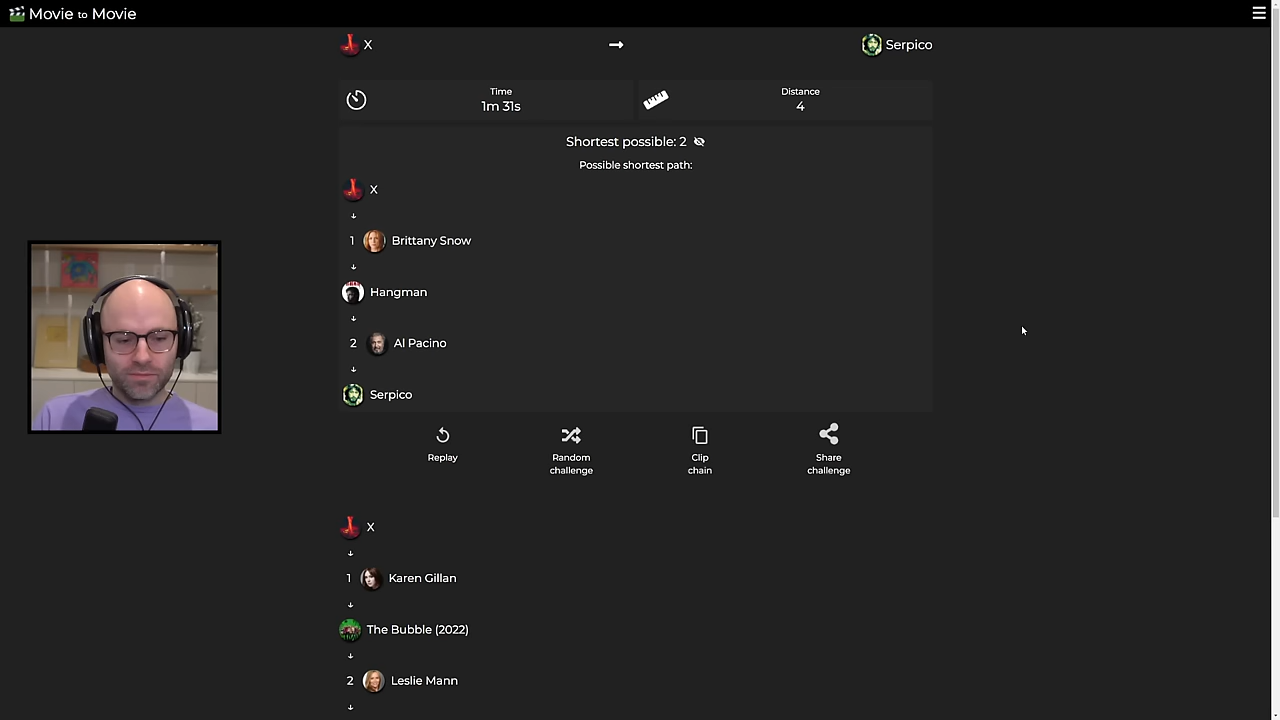 Movie to Movie
X
Serpico
Time
1m 31s
Distance
4
Shortest possible: 2
Possible shortest path:
X
1 Brittany Snow
Hangman
2 Al Pacino
Serpico
Replay
Random
challenge
Clip
chain
Share
challenge
X
1 Karen Gillan
The Bubble (2022)
2 Leslie Mann